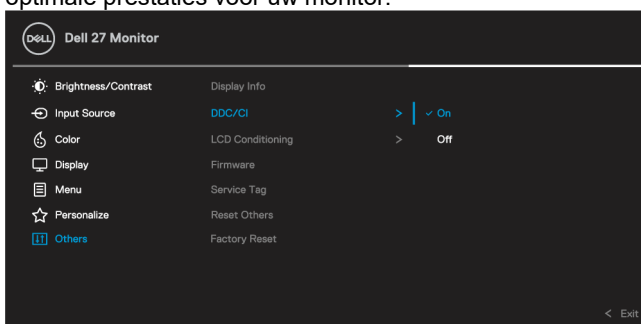 optimale prestaties voor uw monitor.
DELL Dell 27 Monitor
Brightness/Contrast Display Info
Input Source DDC/CI > ✓ On
Color LCD Conditioning > Off
Display Firmware
Menu Service Tag
Personalize Reset Others
Others Factory Reset
< Exit